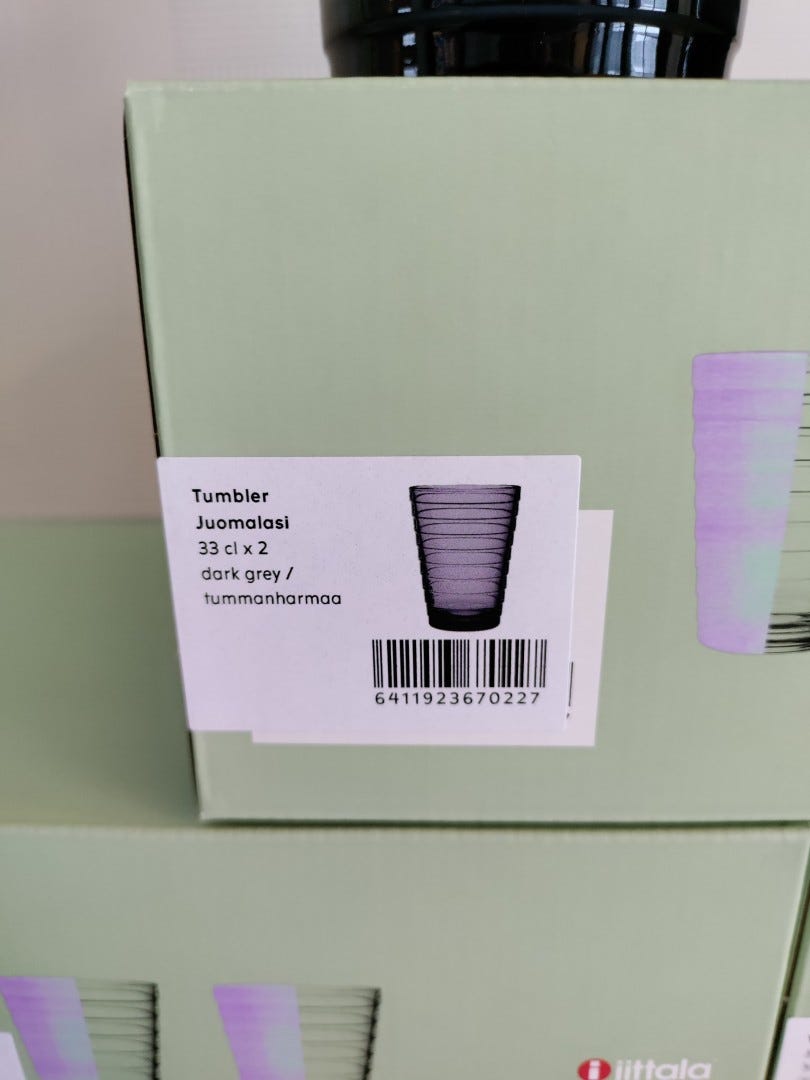 Tumbler
Juomalasi
33 cl x 2
dark grey /
tummanharmaa
6411923670227
iittala